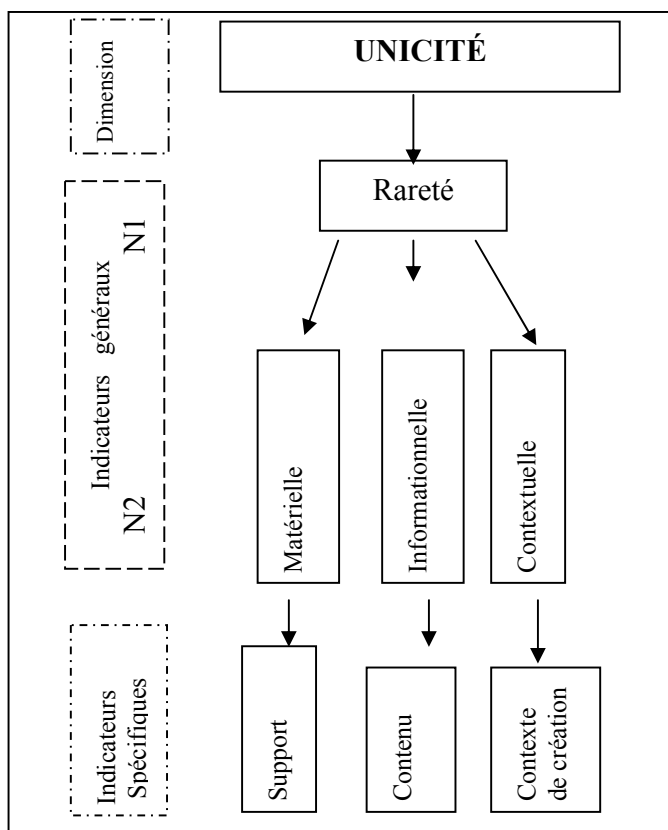 Dimension
UNICITÉ
Rareté
Indicateurs généraux
N1
N2
Matérielle
Informationnelle
Contextuelle
Indicateurs
Spécifiques
Support
Contenu
Contexte
de création